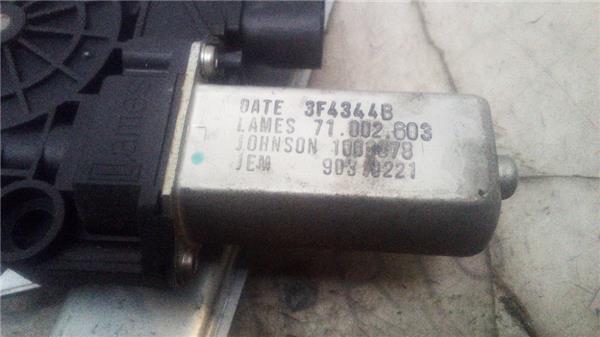 DATE 3F4344B
LAMES 71.002.603
JOHNSON
JEM